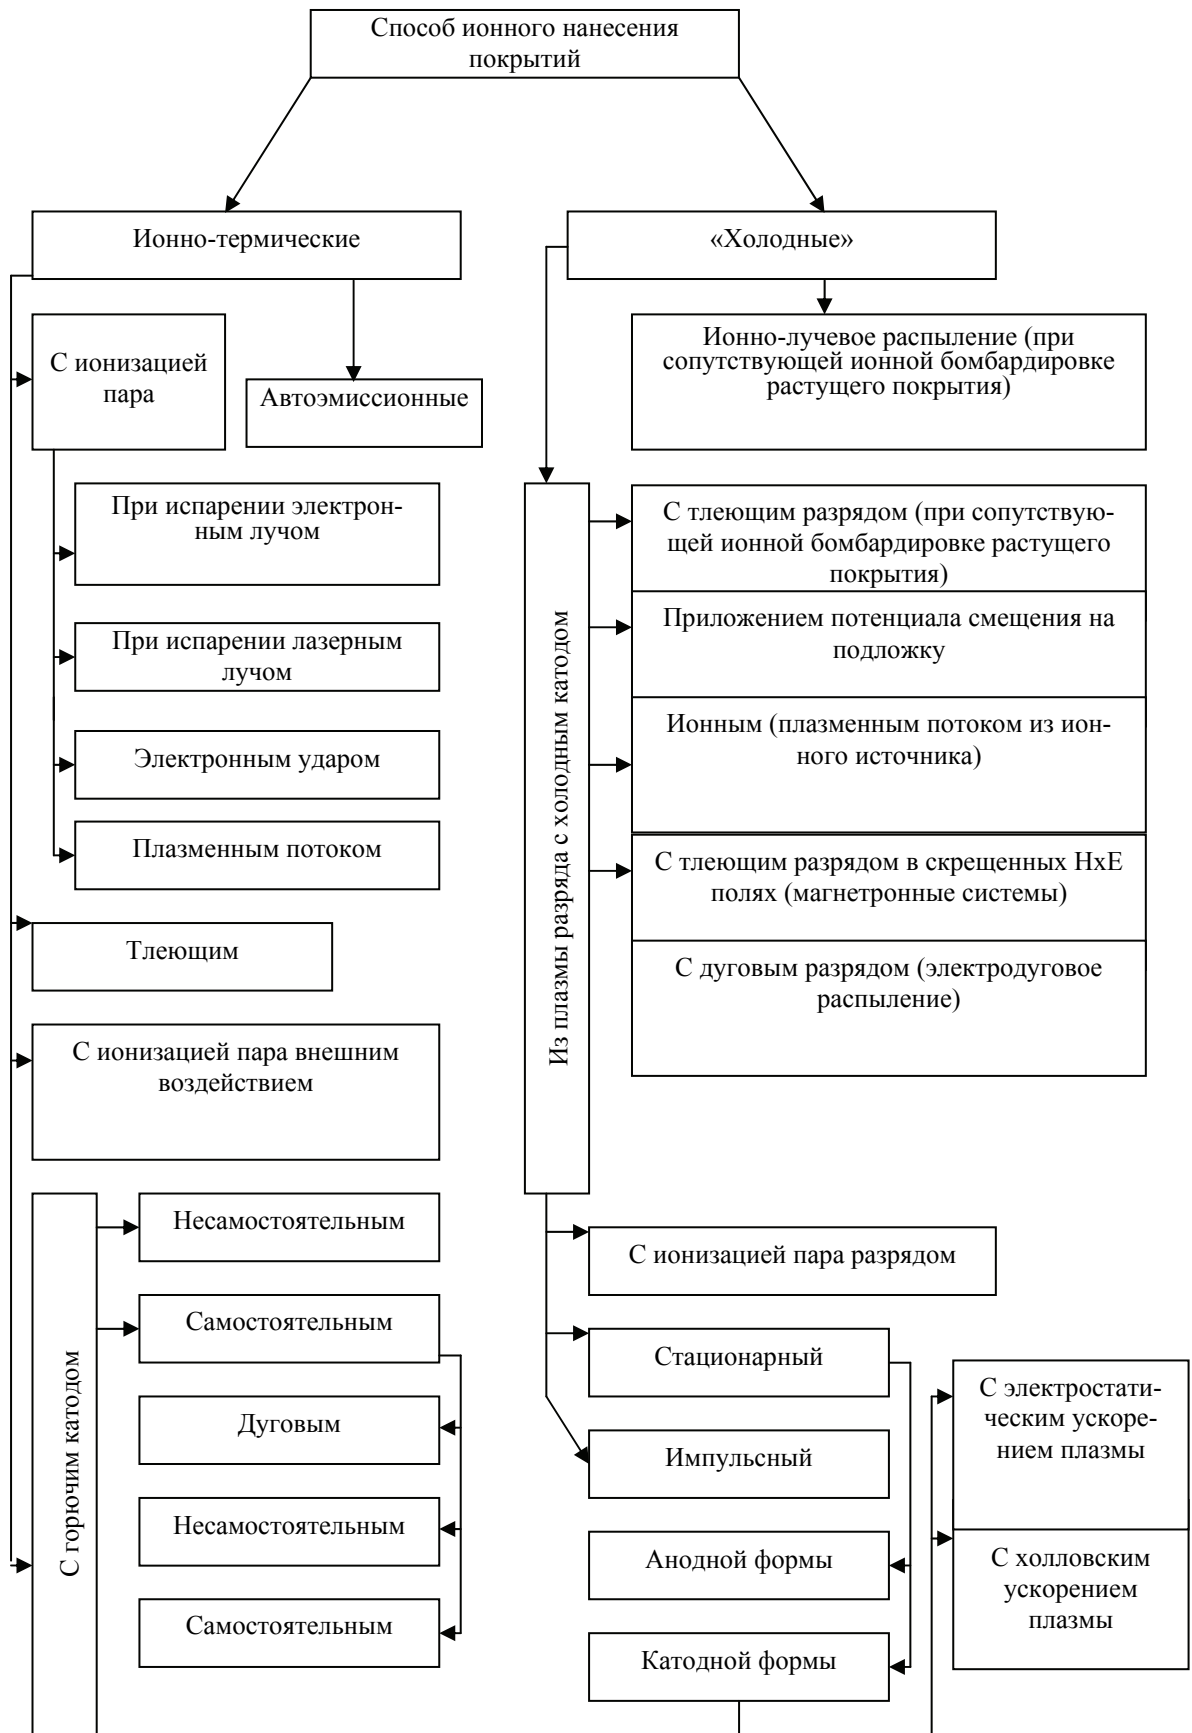 Способ ионного нанесения
покрытий
Ионно-термические
«Холодные»
С ионизацией
пара
Автоэмиссионные
Ионно-лучевое распыление (при
сопутствующей ионной бомбардировке
растущего покрытия)
При испарении электрон-
ным лучом
При испарении лазерным
лучом
Электронным ударом
Плазменным потоком
Тлеющим
С ионизацией пара внешним
воздействием
С горючим катодом
Несамостоятельным
Самостоятельным
Дуговым
Несамостоятельным
Самостоятельным
Из плазмы разряда с холодным катодом
С тлеющим разрядом (при сопутствую-
щей ионной бомбардировке растущего
покрытия)
Приложением потенциала смещения на
подложку
Ионным (плазменным потоком из ион-
ного источника)
С тлеющим разрядом в скрещенных НхЕ
полях (магнетронные системы)
С дуговым разрядом (электродуговое
распыление)
С ионизацией пара разрядом
Стационарный
Импульсный
Анодной формы
Катодной формы
С электростати-
ческим ускоре-
нием плазмы
С холловским
ускорением
плазмы